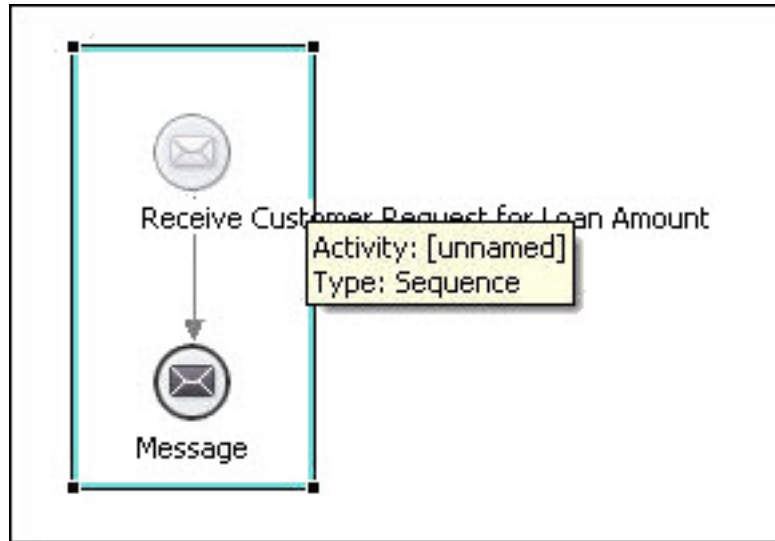 Receive Customer Request for Loan Amount
Activity: [unnamed]
Type: Sequence
Message